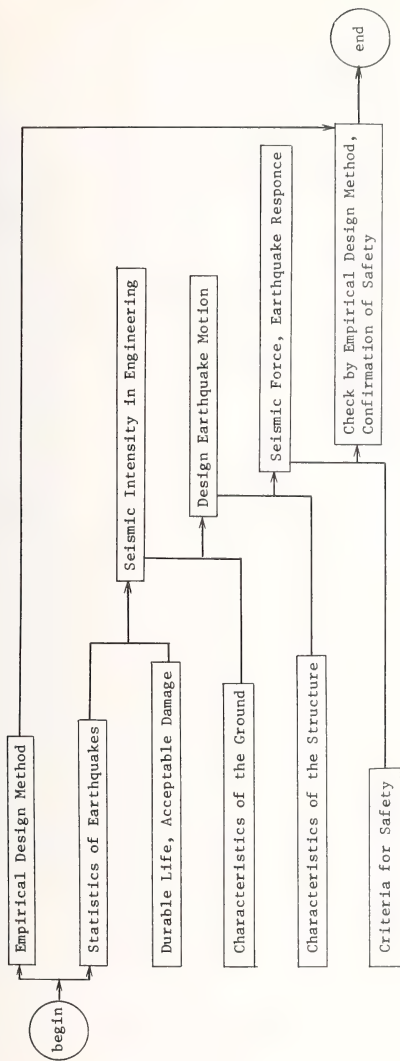 begin
Empirical Design Method
Statistics of Earthquakes
Durable Life, Acceptable Damage
Characteristics of the Ground
Characteristics of the Structure
Criteria for Safety
Seismic Intensity in Engineering
Design Earthquake Motion
Seismic Force, Earthquake Responce
Check by Empirical Design Method,
Confirmation of Safety
end